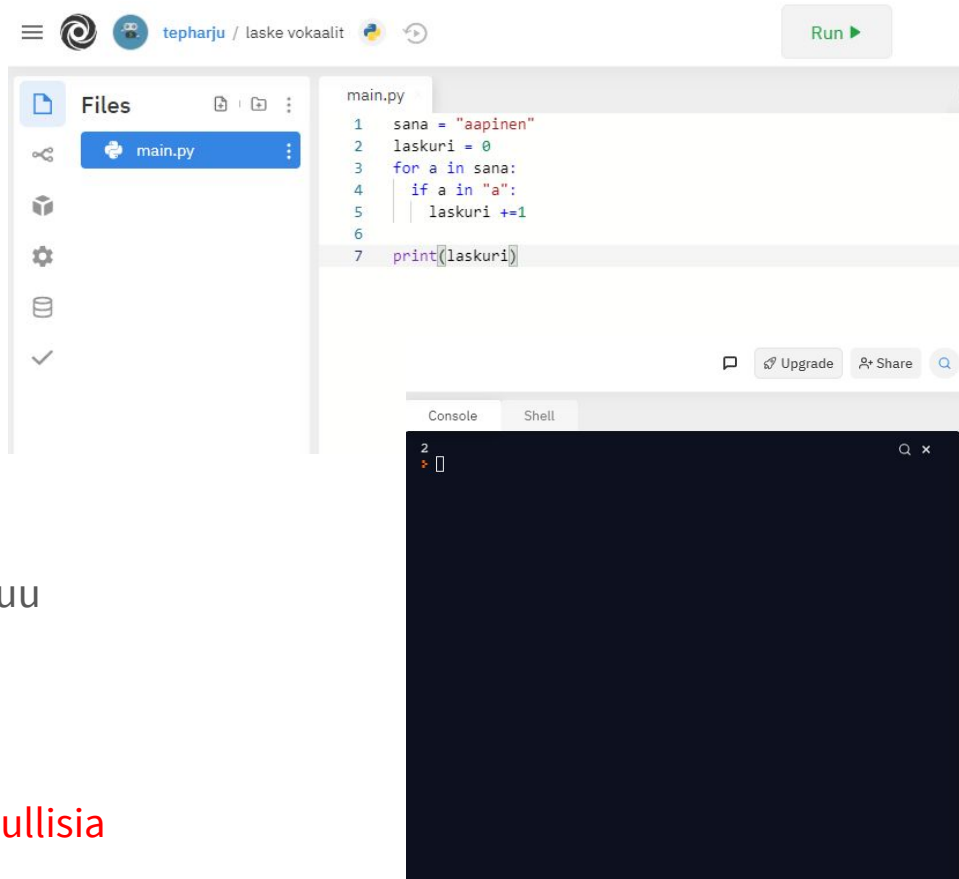 tepharju / laske vokaalit
Run
Files
main.py
main.py
1 sana = "aapinen"
2 laskuri = 0
3 for a in sana:
4 if a in "a":
5 laskuri +=1
6
7 print(laskuri)
Upgrade
Share
Console Shell
2
uu
ullisia